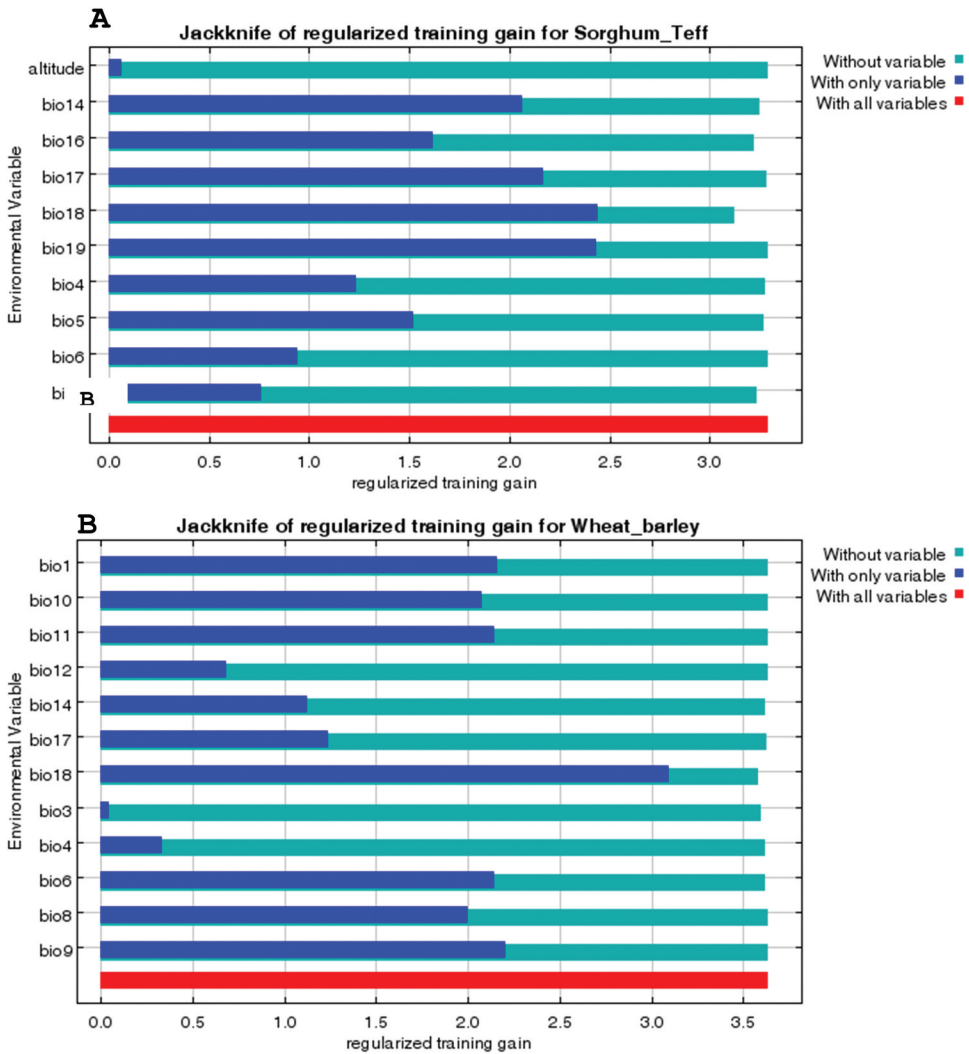 A
Jackknife of regularized training gain for Sorghum_Teff
Without variable
With only variable
With all variables
Environmental Variable
altitude
bio14
bio16
bio17
bio18
bio19
bio4
bio5
bio6
bi
B
0.0 0.5 1.0 1.5 2.0 2.5 3.0
regularized training gain
B
Jackknife of regularized training gain for Wheat_barley
Without variable
With only variable
With all variables
Environmental Variable
bio1
bio10
bio11
bio12
bio14
bio17
bio18
bio3
bio4
bio6
bio8
bio9
0.0 0.5 1.0 1.5 2.0 2.5 3.0 3.5
regularized training gain